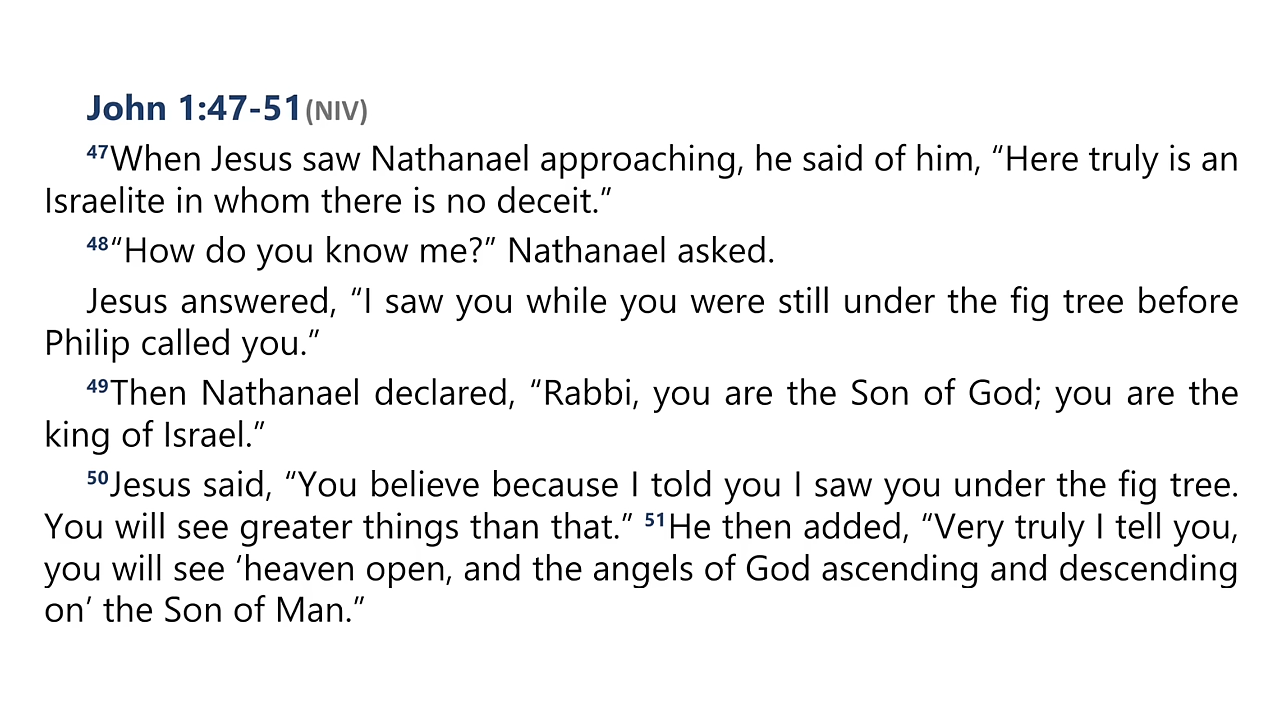 John 1:47-51(NIV)
47When Jesus saw Nathanael approaching, he said of him, “Here truly is an
Israelite in whom there is no deceit.”
48“How do you know me?” Nathanael asked.
Jesus answered, “I saw you while you were still under the fig tree before
Philip called you.”
49Then Nathanael declared, “Rabbi, you are the Son of God; you are the
king of Israel.”
50Jesus said, “You believe because I told you I saw you under the fig tree.
You will see greater things than that.” 51He then added, “Very truly I tell you,
you will see ‘heaven open, and the angels of God ascending and descending
on’ the Son of Man.”